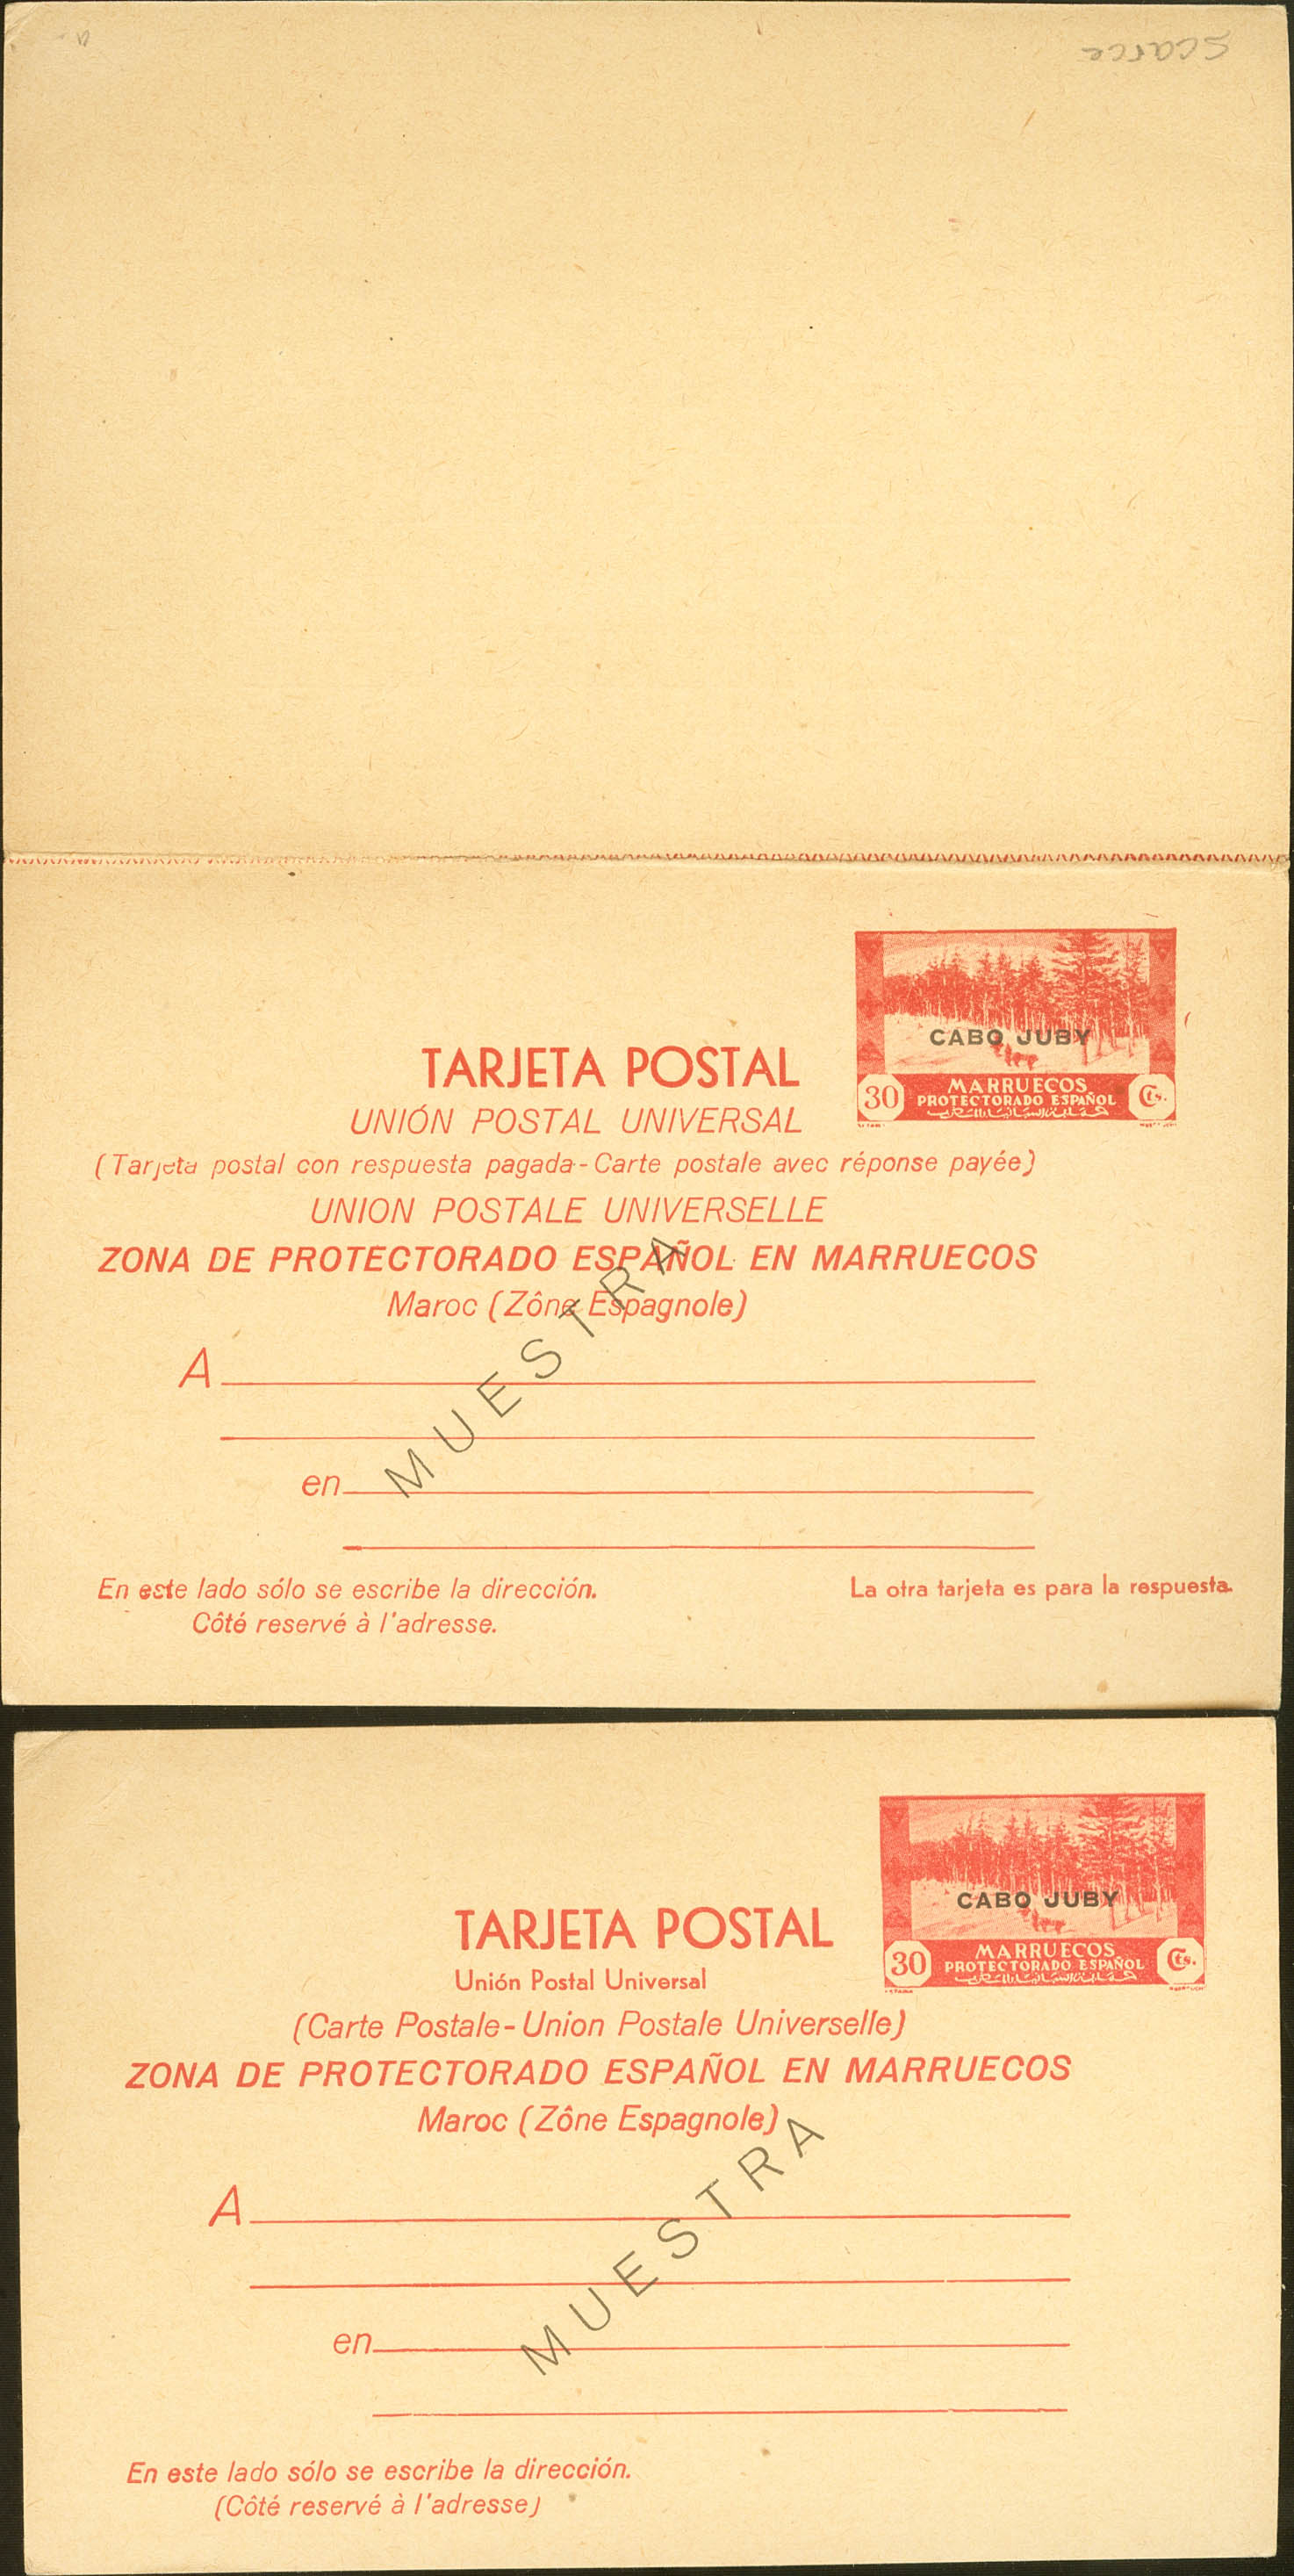 scarce
CABO JUBY
30 MARRUECOS Cts.
PROTECTORADO ESPAÑOL
TARJETA POSTAL
UNIÓN POSTAL UNIVERSAL
(Tarjeta postal con respuesta pagada - Carte postale avec réponse payée)
UNION POSTALE UNIVERSELLE
ZONA DE PROTECTORADO ESPAÑOL EN MARRUECOS
Maroc (Zône Espagnole)
MUESTRA
A
en
En este lado sólo se escribe la dirección.
Côté reservé à l'adresse.
La otra tarjeta es para la respuesta.
CABO JUBY
30 MARRUECOS Cts.
PROTECTORADO ESPAÑOL
TARJETA POSTAL
Unión Postal Universal
(Carte Postale - Union Postale Universelle)
ZONA DE PROTECTORADO ESPAÑOL EN MARRUECOS
Maroc (Zône Espagnole)
MUESTRA
A
en
En este lado sólo se escribe la dirección.
(Côté reservé à l'adresse)